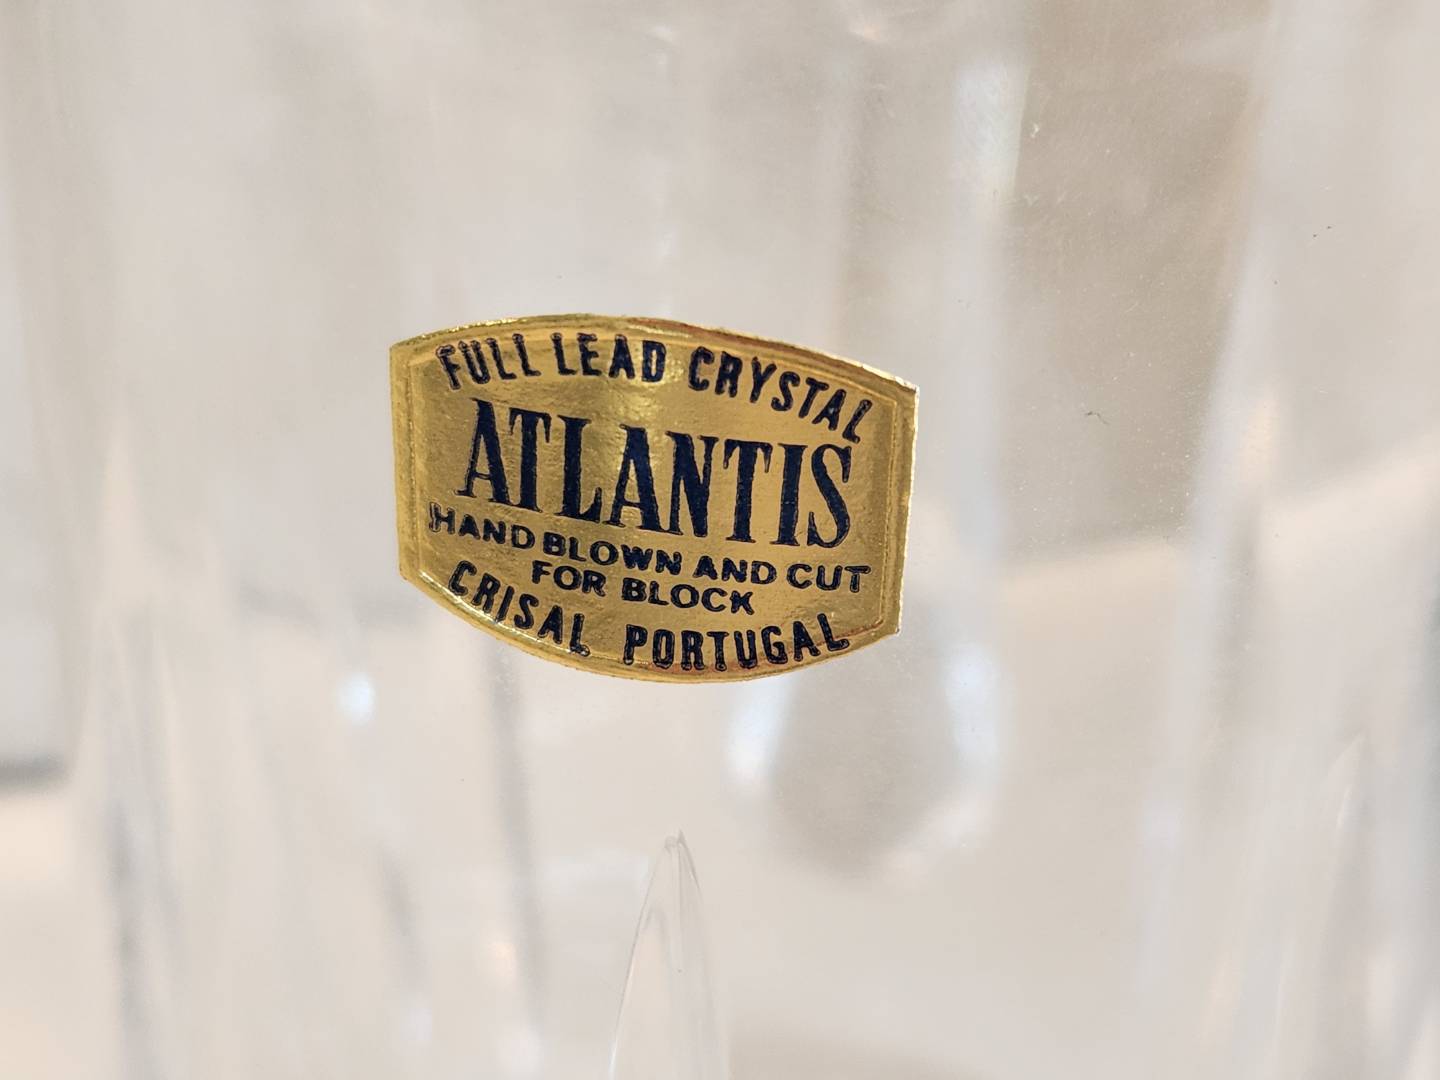 FULL LEAD CRYSTAL
ATLANTIS
HAND BLOWN AND CUT
FOR BLOCK
CRISAL PORTUGAL